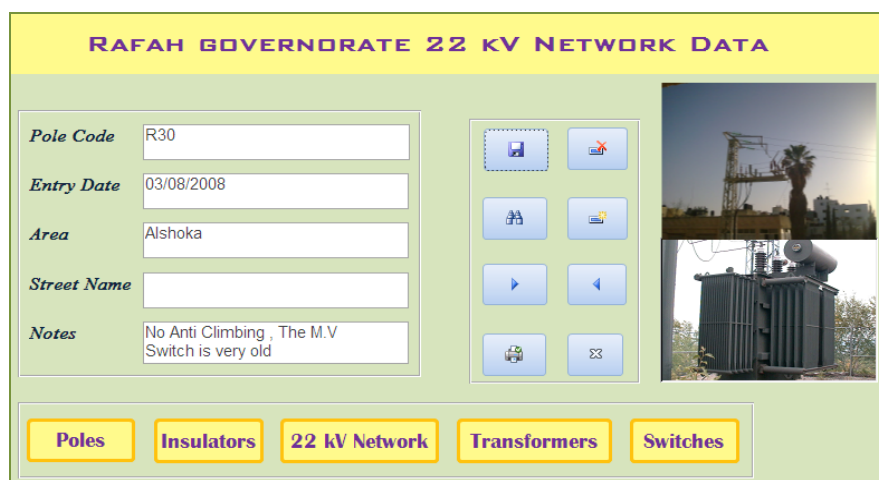 Rafah governorate 22 kV Network Data
Pole Code
R30
Entry Date
03/08/2008
Area
Alshoka
Street Name
Notes
No Anti Climbing , The M.V
Switch is very old
Poles
Insulators
22 kV Network
Transformers
Switches